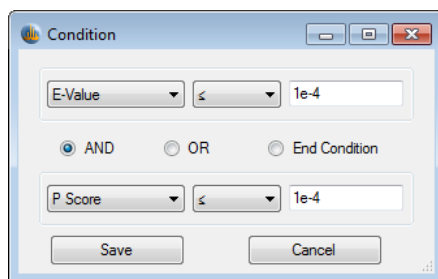 Condition
E-Value ≤ 1e-4
AND OR End Condition
P Score ≤ 1e-4
Save Cancel